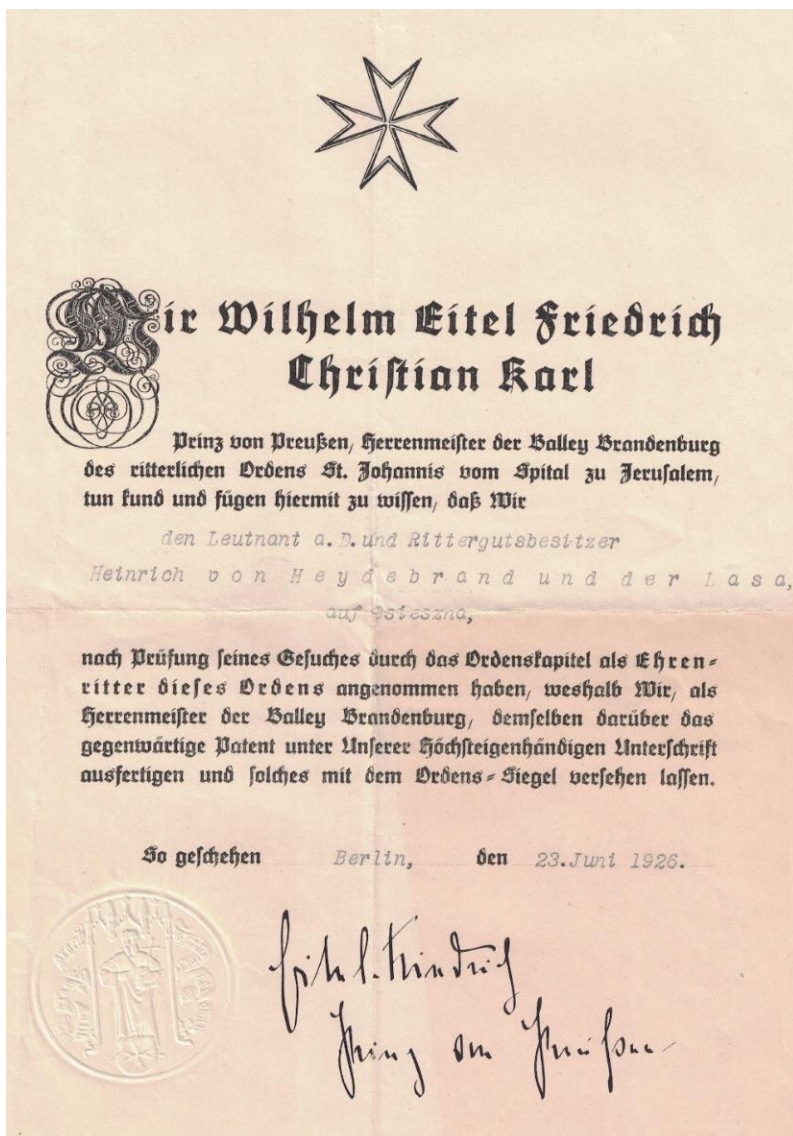 Wir Wilhelm Eitel Friedrich
Christian Karl
Prinz von Preußen, Herrenmeister der Balley Brandenburg
des ritterlichen Ordens St. Johannis vom Spital zu Jerusalem,
tun kund und fügen hiermit zu wissen, daß Wir
den Leutnant a.D. und Rittergutsbesitzer
Heinrich von Heydebrand und der Lasa,
auf Osieszna,
nach Prüfung seines Gesuches durch das Ordenskapitel als Ehren-
ritter dieses Ordens angenommen haben, weshalb Wir, als
Herrenmeister der Balley Brandenburg, demselben darüber das
gegenwärtige Patent unter Unserer Höchsteigenhändigen Unterschrift
ausfertigen und solches mit dem Ordens-Siegel versehen lassen.
So geschehen Berlin, den 23. Juni 1926.
Eitel Friedrich
Prinz von Preußen